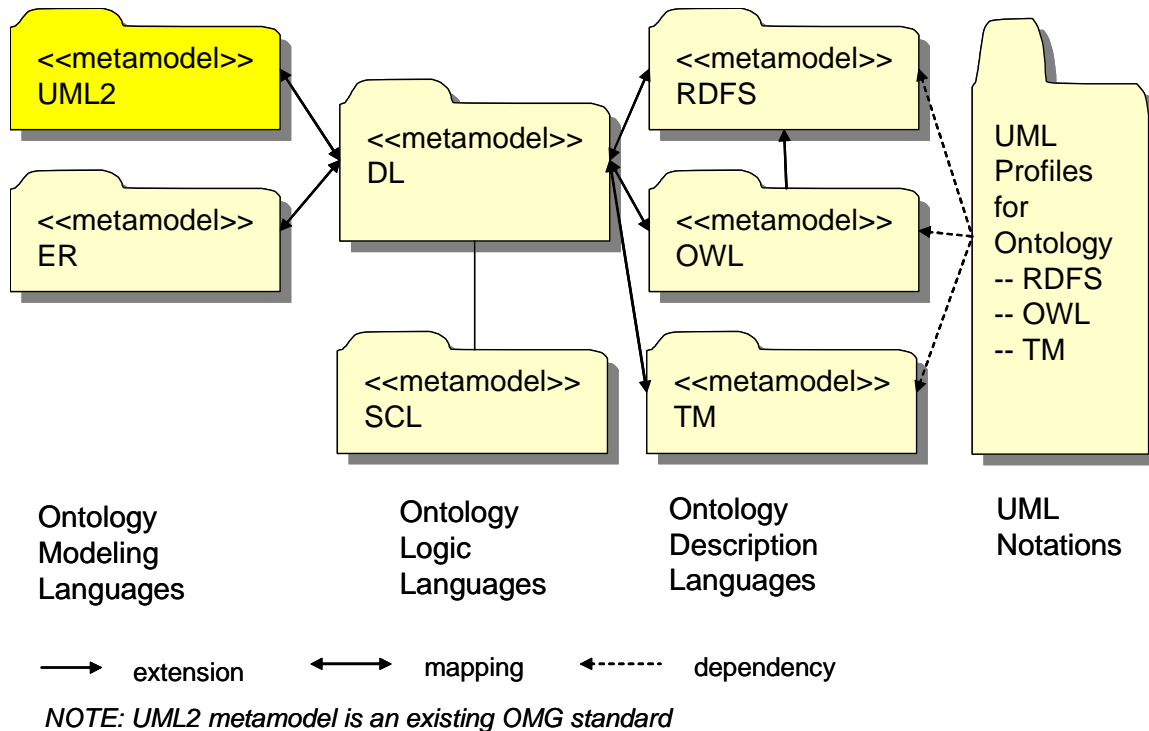 <<metamodel>>
UML2
<<metamodel>>
ER
<<metamodel>>
DL
<<metamodel>>
SCL
<<metamodel>>
RDFS
<<metamodel>>
OWL
<<metamodel>>
TM
UML
Profiles
for
Ontology
-- RDFS
-- OWL
-- TM
Ontology
Modeling
Languages
Ontology
Logic
Languages
Ontology
Description
Languages
UML
Notations
extension
mapping
dependency
NOTE: UML2 metamodel is an existing OMG standard